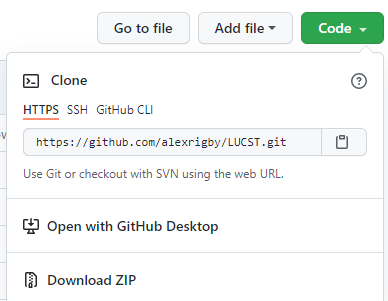 Go to file Add file Code
Clone
HTTPS SSH GitHub CLI
https://github.com/alexrigby/LUCST.git
Use Git or checkout with SVN using the web URL.
Open with GitHub Desktop
Download ZIP